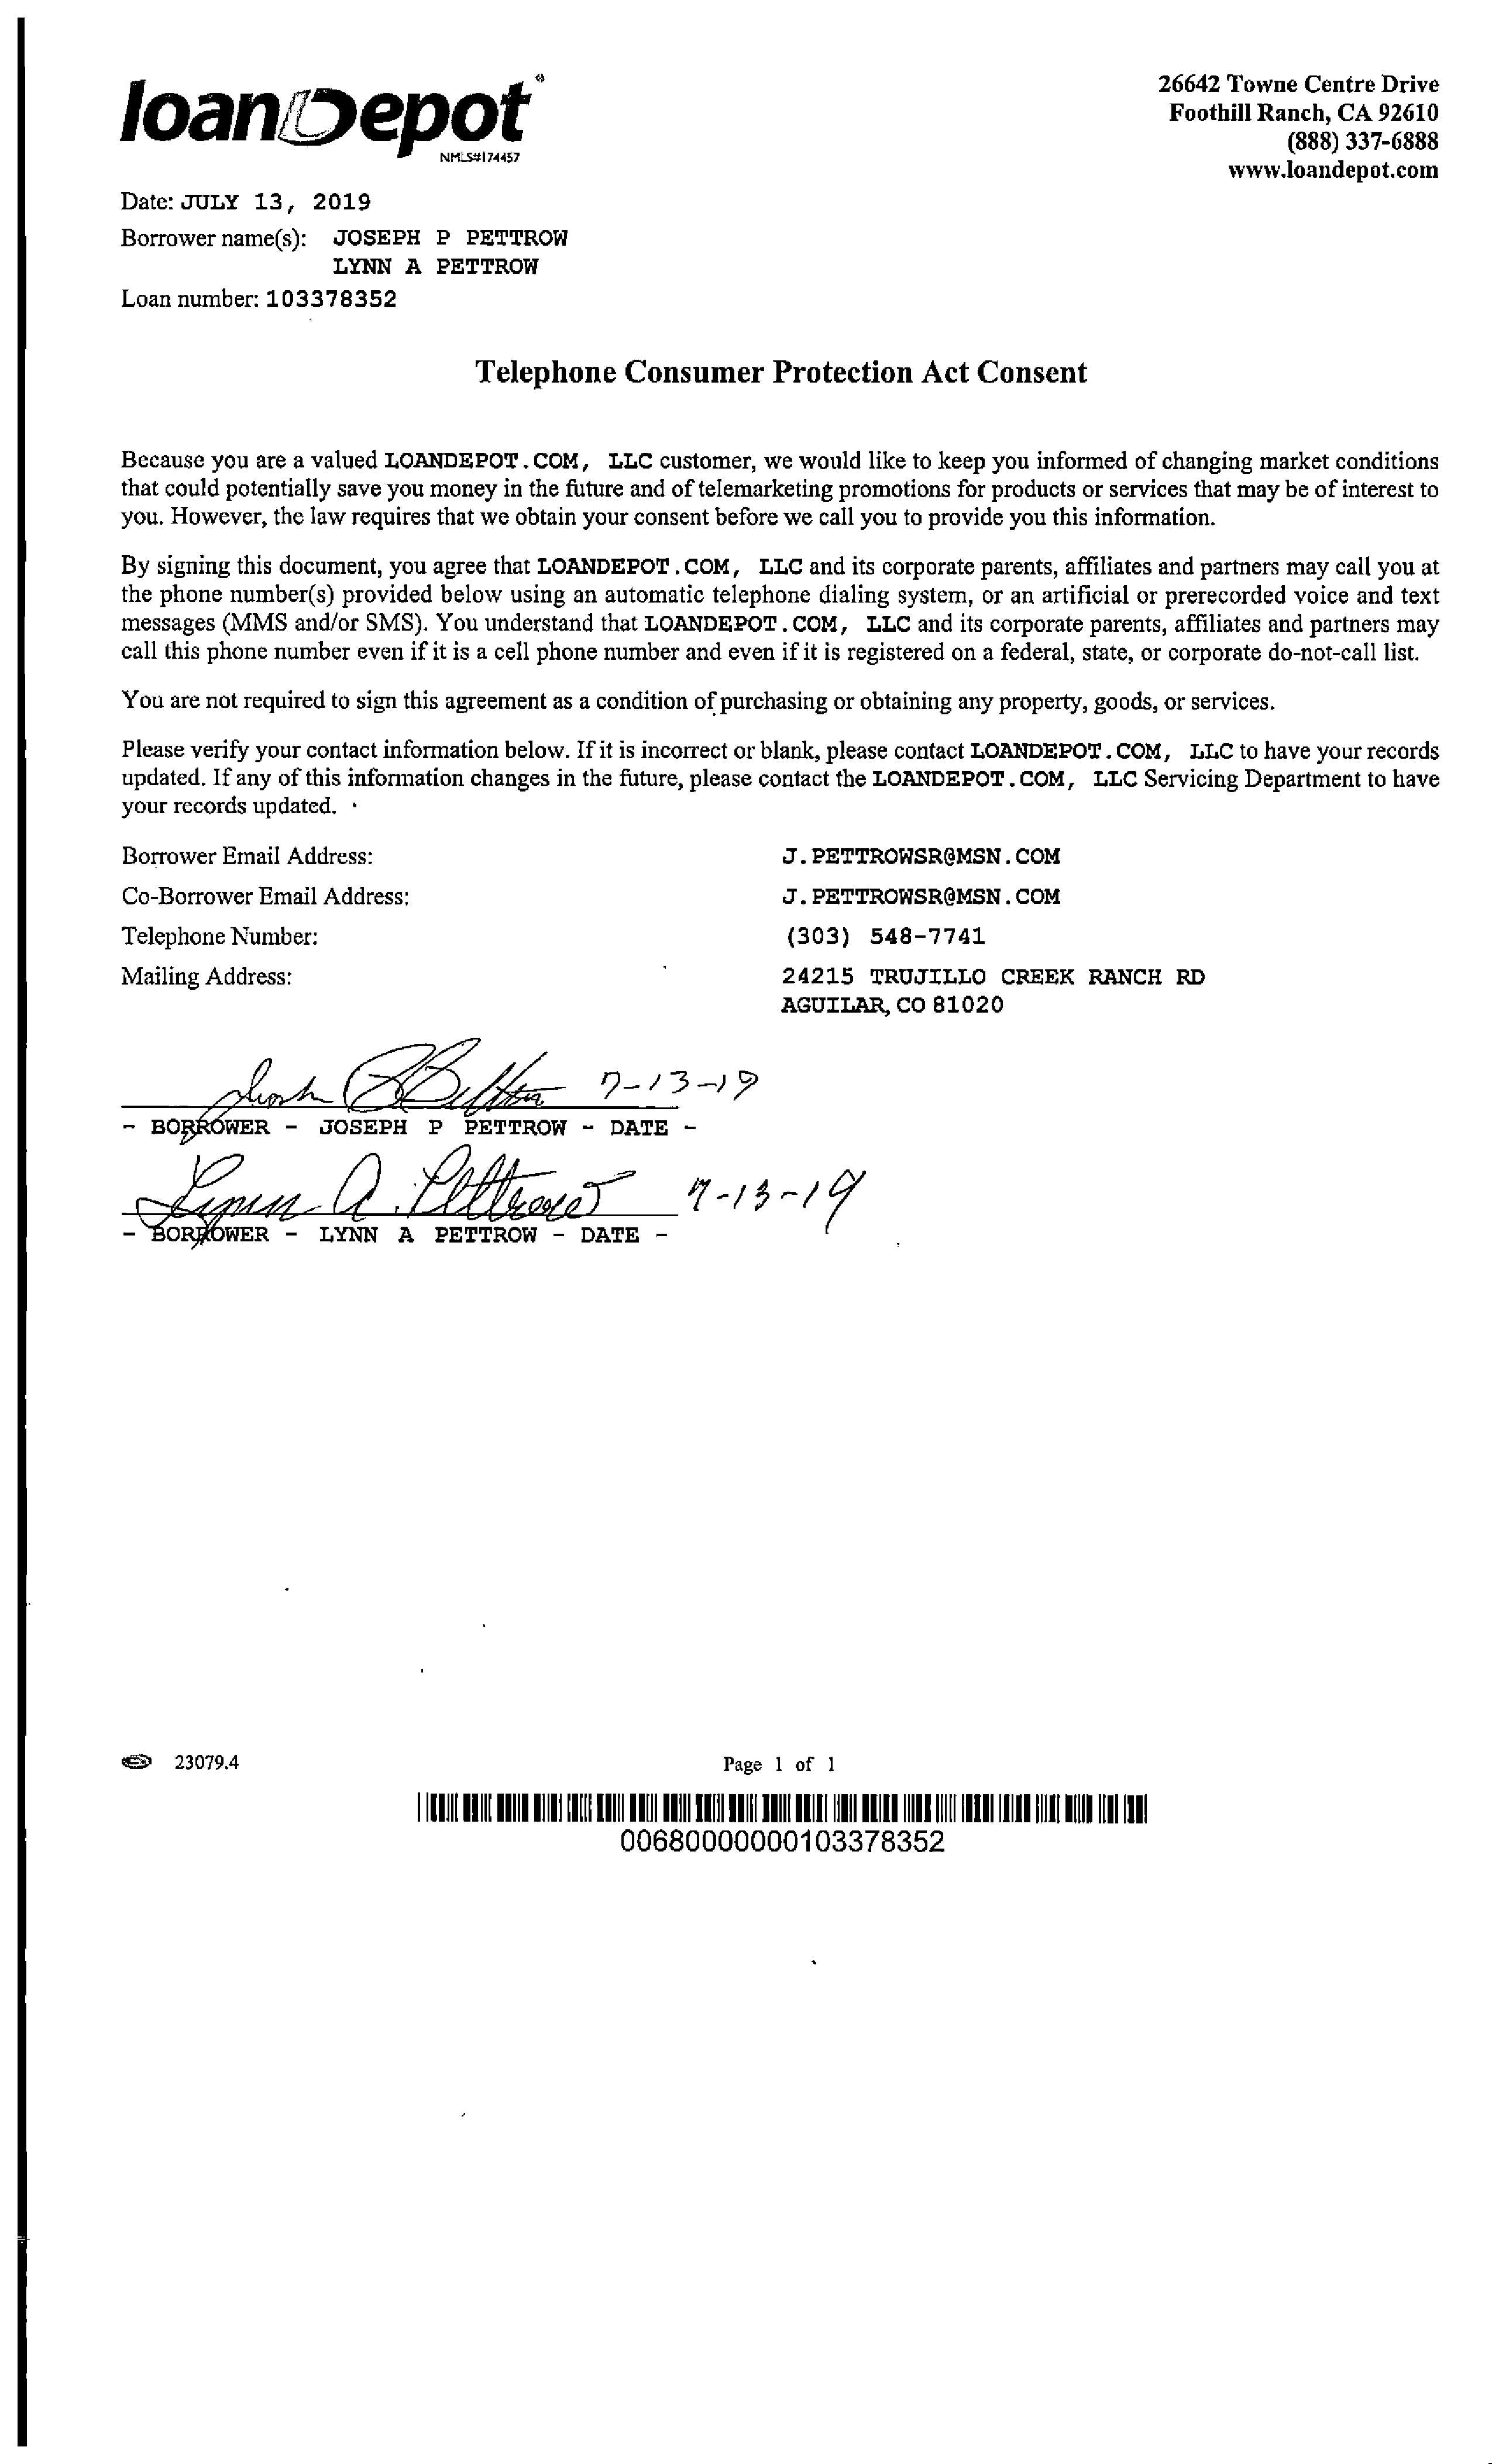 loanDepot®
NMLS#174457
26642 Towne Centre Drive
Foothill Ranch, CA 92610
(888) 337-6888
www.loandepot.com
Date: JULY 13, 2019
Borrower name(s): JOSEPH P PETTROW
LYNN A PETTROW
Loan number: 103378352
Telephone Consumer Protection Act Consent
Because you are a valued LOANDEPOT.COM, LLC customer, we would like to keep you informed of changing market conditions
that could potentially save you money in the future and of telemarketing promotions for products or services that may be of interest to
you. However, the law requires that we obtain your consent before we call you to provide you this information.
By signing this document, you agree that LOANDEPOT.COM, LLC and its corporate parents, affiliates and partners may call you at
the phone number(s) provided below using an automatic telephone dialing system, or an artificial or prerecorded voice and text
messages (MMS and/or SMS). You understand that LOANDEPOT.COM, LLC and its corporate parents, affiliates and partners may
call this phone number even if it is a cell phone number and even if it is registered on a federal, state, or corporate do-not-call list.
You are not required to sign this agreement as a condition of purchasing or obtaining any property, goods, or services.
Please verify your contact information below. If it is incorrect or blank, please contact LOANDEPOT.COM, LLC to have your records
updated. If any of this information changes in the future, please contact the LOANDEPOT.COM, LLC Servicing Department to have
your records updated.
Borrower Email Address: J.PETTROWSR@MSN.COM
Co-Borrower Email Address: J.PETTROWSR@MSN.COM
Telephone Number: (303) 548-7741
Mailing Address: 24215 TRUJILLO CREEK RANCH RD
AGUILAR, CO 81020
7-13-19
- BORROWER - JOSEPH P PETTROW - DATE -
Lynn A. Pettrow 7-13-19
- BORROWER - LYNN A PETTROW - DATE -
23079.4 Page 1 of 1
00680000000103378352